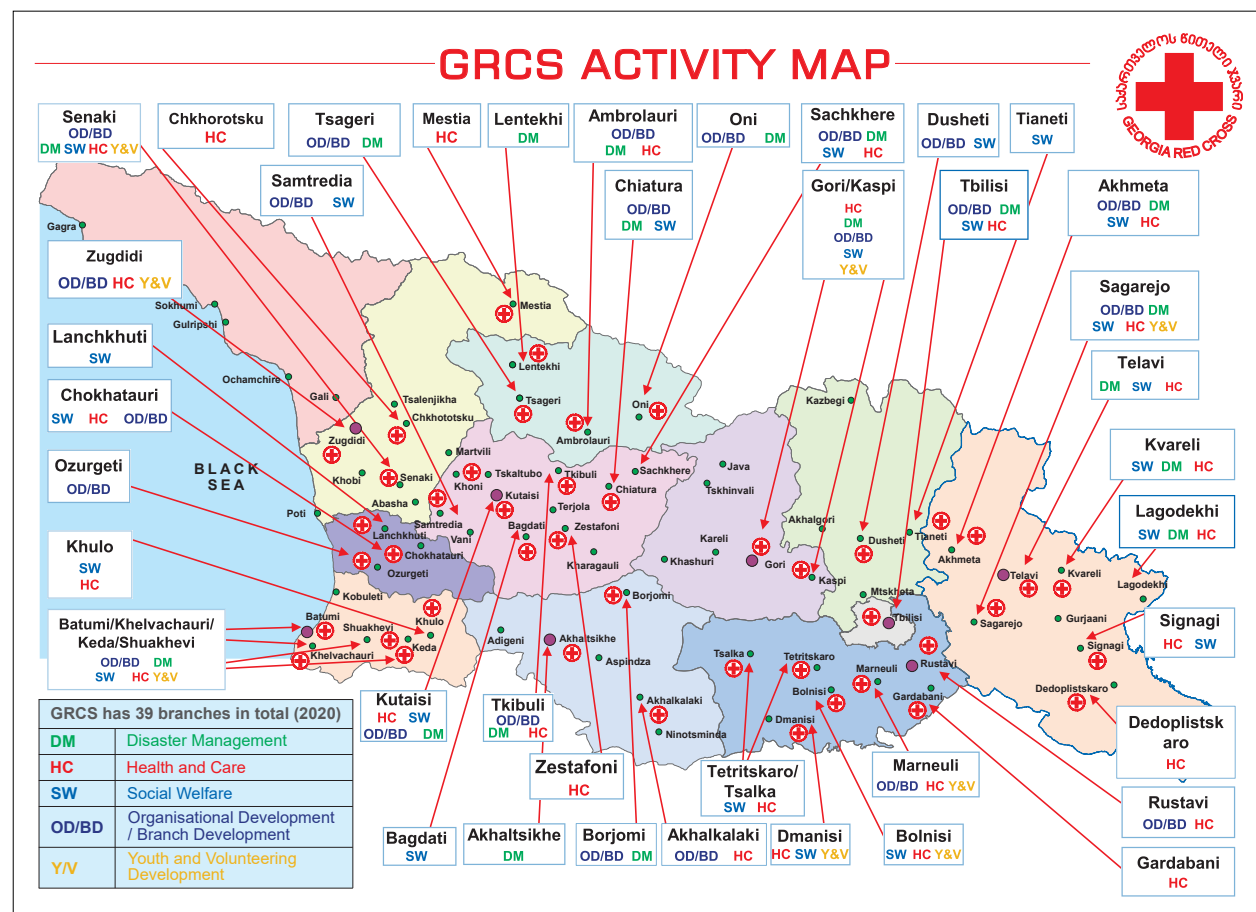 GRCS ACTIVITY MAP
საქართველოს წითელი ჯვარი
GEORGIA RED CROSS
Senaki
OD/BD
DM SW HC Y&V
Chkhorotsku
HC
Tsageri
OD/BD DM
Mestia
HC
Lentekhi
DM
Ambrolauri
OD/BD
DM HC
Oni
OD/BD DM
Sachkhere
OD/BD DM
SW HC
Dusheti
OD/BD SW
Tianeti
SW
Samtredia
OD/BD SW
Chiatura
OD/BD
DM SW
Gori/Kaspi
HC
DM
OD/BD
SW
Y&V
Tbilisi
OD/BD DM
SW HC
Akhmeta
OD/BD DM
SW HC
Zugdidi
OD/BD HC Y&V
Sagarejo
OD/BD DM
SW HC Y&V
Lanchkhuti
SW
Telavi
DM SW HC
Chokhatauri
SW HC OD/BD
Kvareli
SW DM HC
Ozurgeti
OD/BD
Lagodekhi
SW DM HC
Khulo
SW
HC
Signagi
HC SW
Batumi/Khelvachauri/
Keda/Shuakhevi
OD/BD DM
SW HC Y&V
Dedoplistsk
aro
HC
Kutaisi
HC SW
OD/BD DM
Tkibuli
OD/BD
DM HC
Zestafoni
HC
Tetritskaro/
Tsalka
SW HC
Marneuli
OD/BD HC Y&V
Rustavi
OD/BD HC
Bagdati
SW
Akhaltsikhe
DM
Borjomi
OD/BD DM
Akhalkalaki
OD/BD HC
Dmanisi
HC SW Y&V
Bolnisi
SW HC Y&V
Gardabani
HC
BLACK
SEA
Gagra
Sokhumi
Gulripshi
Ochamchire
Gali
Mestia
Lentekhi
Tsageri
Oni
Ambrolauri
Kazbegi
Tsalenjikha
Chkhototsku
Zugdidi
Martvili
Khobi
Senaki
Khoni
Tskaltubo
Tkibuli
Sachkhere
Java
Kutaisi
Chiatura
Tskhinvali
Abasha
Poti
Samtredia
Terjola
Vani
Bagdati
Zestafoni
Akhalgori
Lanchkhuti
Chokhatauri
Kharagauli
Khashuri
Kareli
Gori
Kaspi
Dusheti
Tianeti
Akhmeta
Ozurgeti
Kobuleti
Borjomi
Mtskheta
Tbilisi
Telavi
Kvareli
Lagodekhi
Batumi
Shuakhevi
Khulo
Keda
Khelvachauri
Adigeni
Akhaltsikhe
Aspindza
Sagarejo
Gurjaani
Signagi
Tsalka
Tetritskaro
Marneuli
Rustavi
Bolnisi
Gardabani
Dedoplistskaro
Akhalkalaki
Ninotsminda
Dmanisi
GRCS has 39 branches in total (2020)
DM Disaster Management
HC Health and Care
SW Social Welfare
OD/BD Organisational Development
/ Branch Development
Y/V Youth and Volunteering
Development